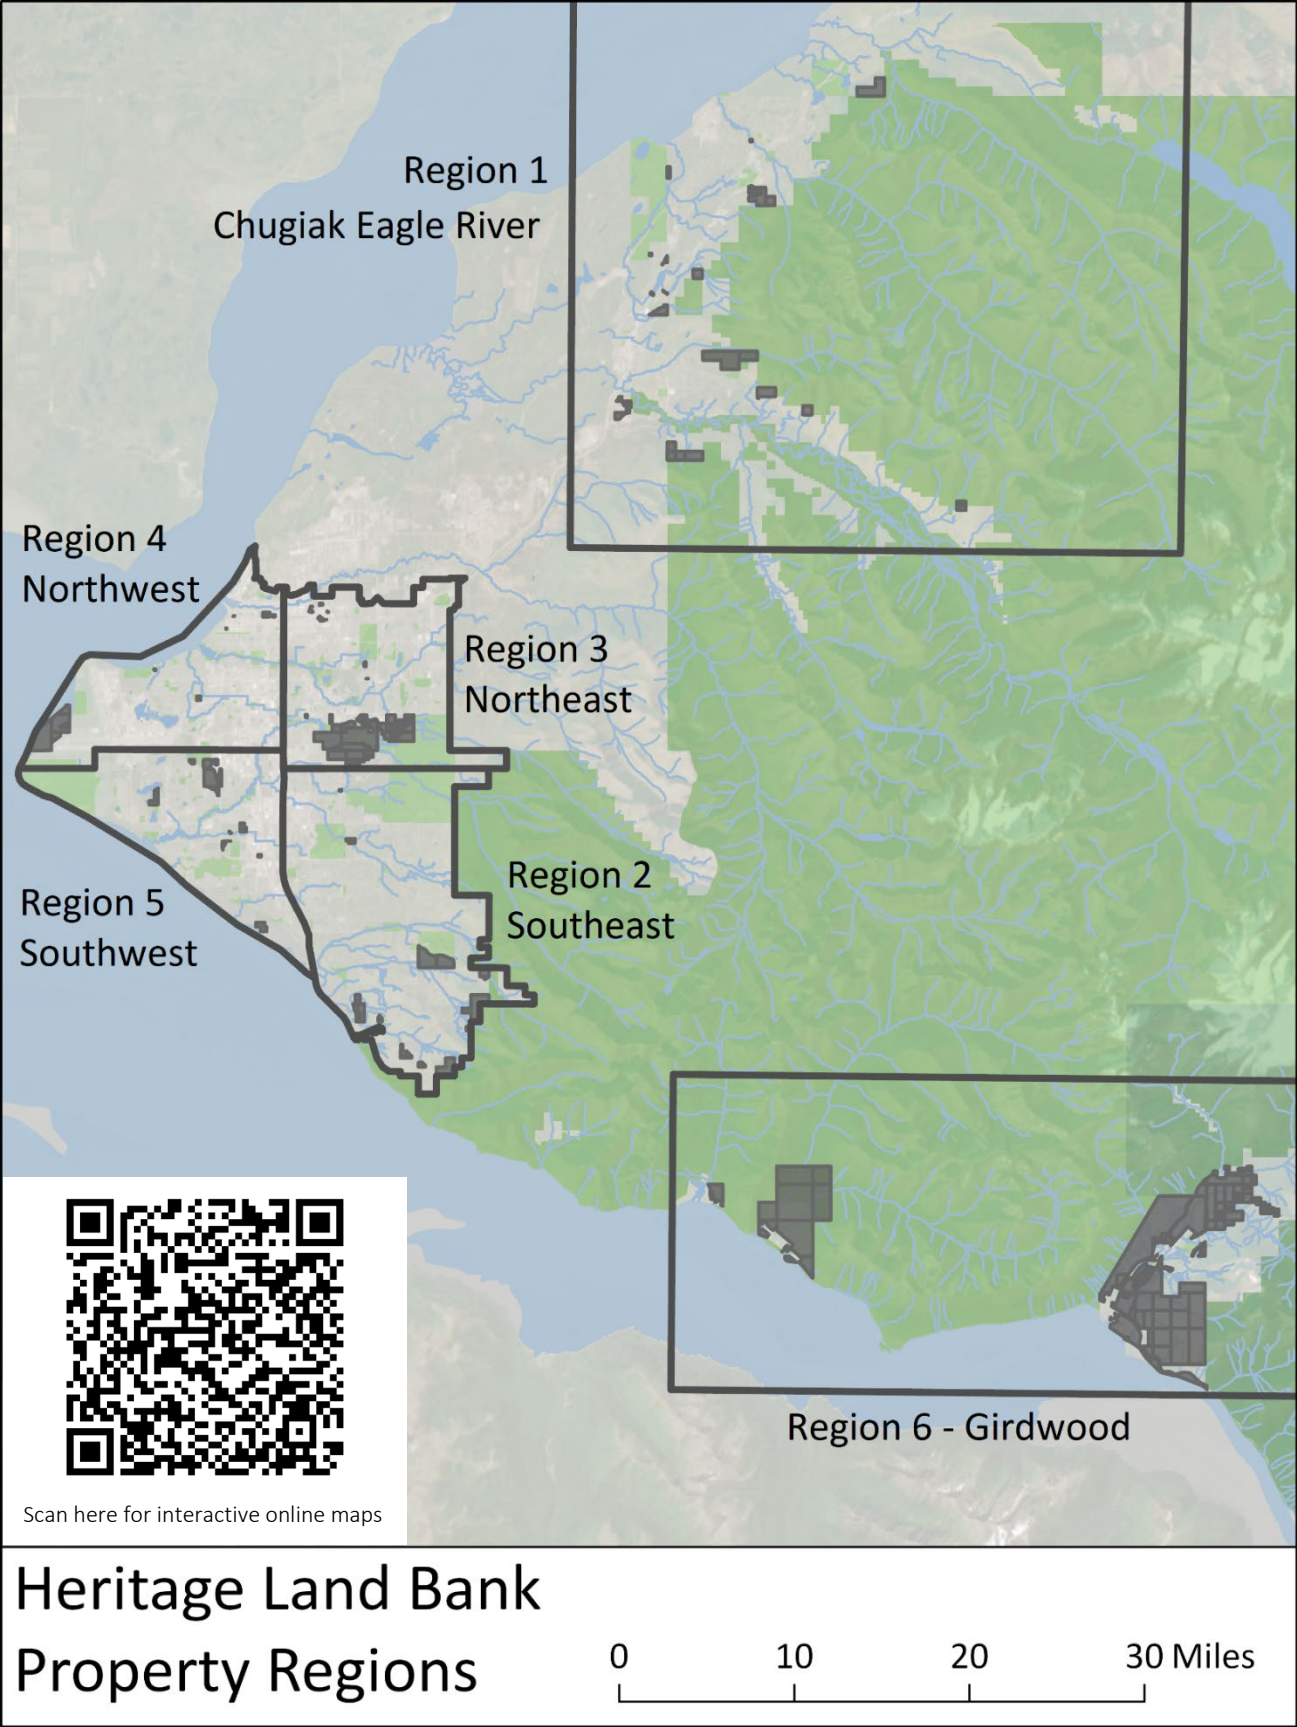 Region 1
Chugiak Eagle River
Region 4
Northwest
Region 3
Northeast
Region 2
Southeast
Region 5
Southwest
Region 6 - Girdwood
Scan here for interactive online maps
Heritage Land Bank
Property Regions
0 10 20 30 Miles